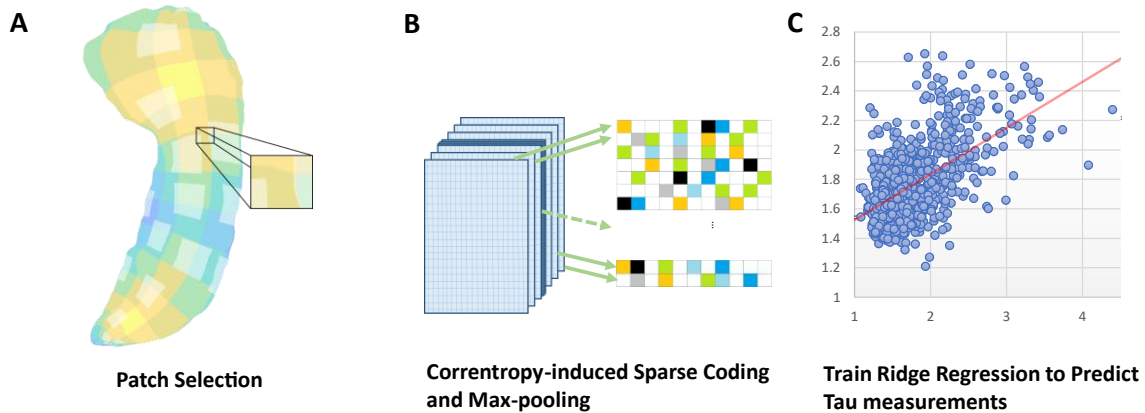 A
B
C
2.8
2.6
2.4
2.2
2
1.8
1.6
1.4
1.2
1
1
2
3
4
...
Patch Selection
Correntropy-induced Sparse Coding
and Max-pooling
Train Ridge Regression to Predict
Tau measurements